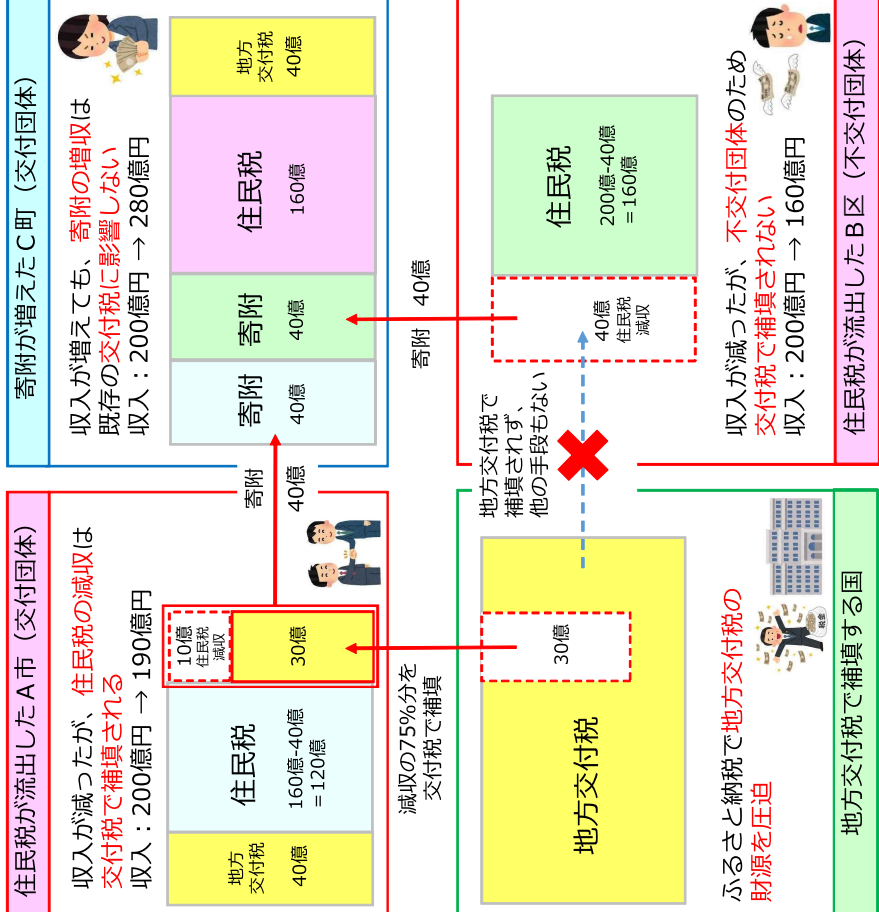 住民税が流出したA市（交付団体）
収入が減ったが、住民税の減収は
交付税で補填される
収入：200億円 → 190億円
地方
交付税
40億
住民税
160億-40億
＝120億
10億
住民税
減収
30億
寄附
40億
寄附が増えたC町（交付団体）
収入が増えても、寄附の増収は
既存の交付税に影響しない
収入：200億円 → 280億円
寄附
40億
寄附
40億
住民税
160億
地方
交付税
40億
減収の75%分を
交付税で補填
寄附
40億
地方交付税
30億
地方交付税で
補填されず、
他の手段もない
ふるさと納税で地方交付税の
財源を圧迫
税金
地方交付税で補填する国
40億
住民税
減収
住民税
200億-40億
＝160億
収入が減ったが、不交付団体のため
交付税で補填されない
収入：200億円 → 160億円
住民税が流出したB区（不交付団体）